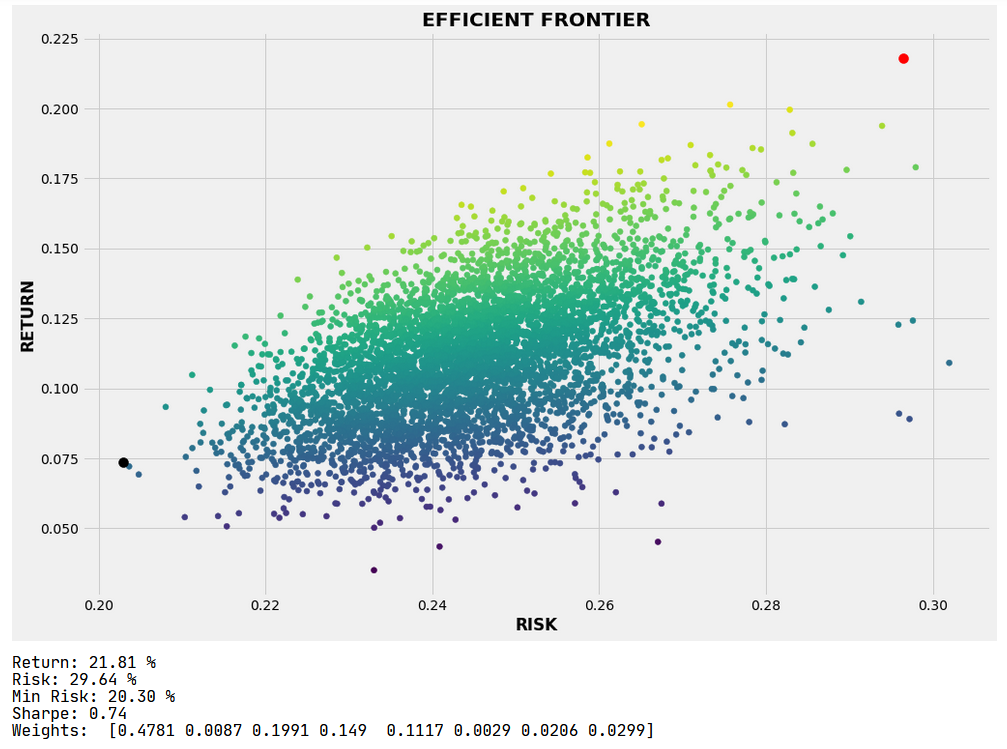 EFFICIENT FRONTIER
0.225
0.200
0.175
0.150
0.125
0.100
0.075
0.050
RETURN
0.20 0.22 0.24 0.26 0.28 0.30
RISK
Return: 21.81 %
Risk: 29.64 %
Min Risk: 20.30 %
Sharpe: 0.74
Weights:  [0.4781 0.0087 0.1991 0.149  0.1117 0.0029 0.0206 0.0299]